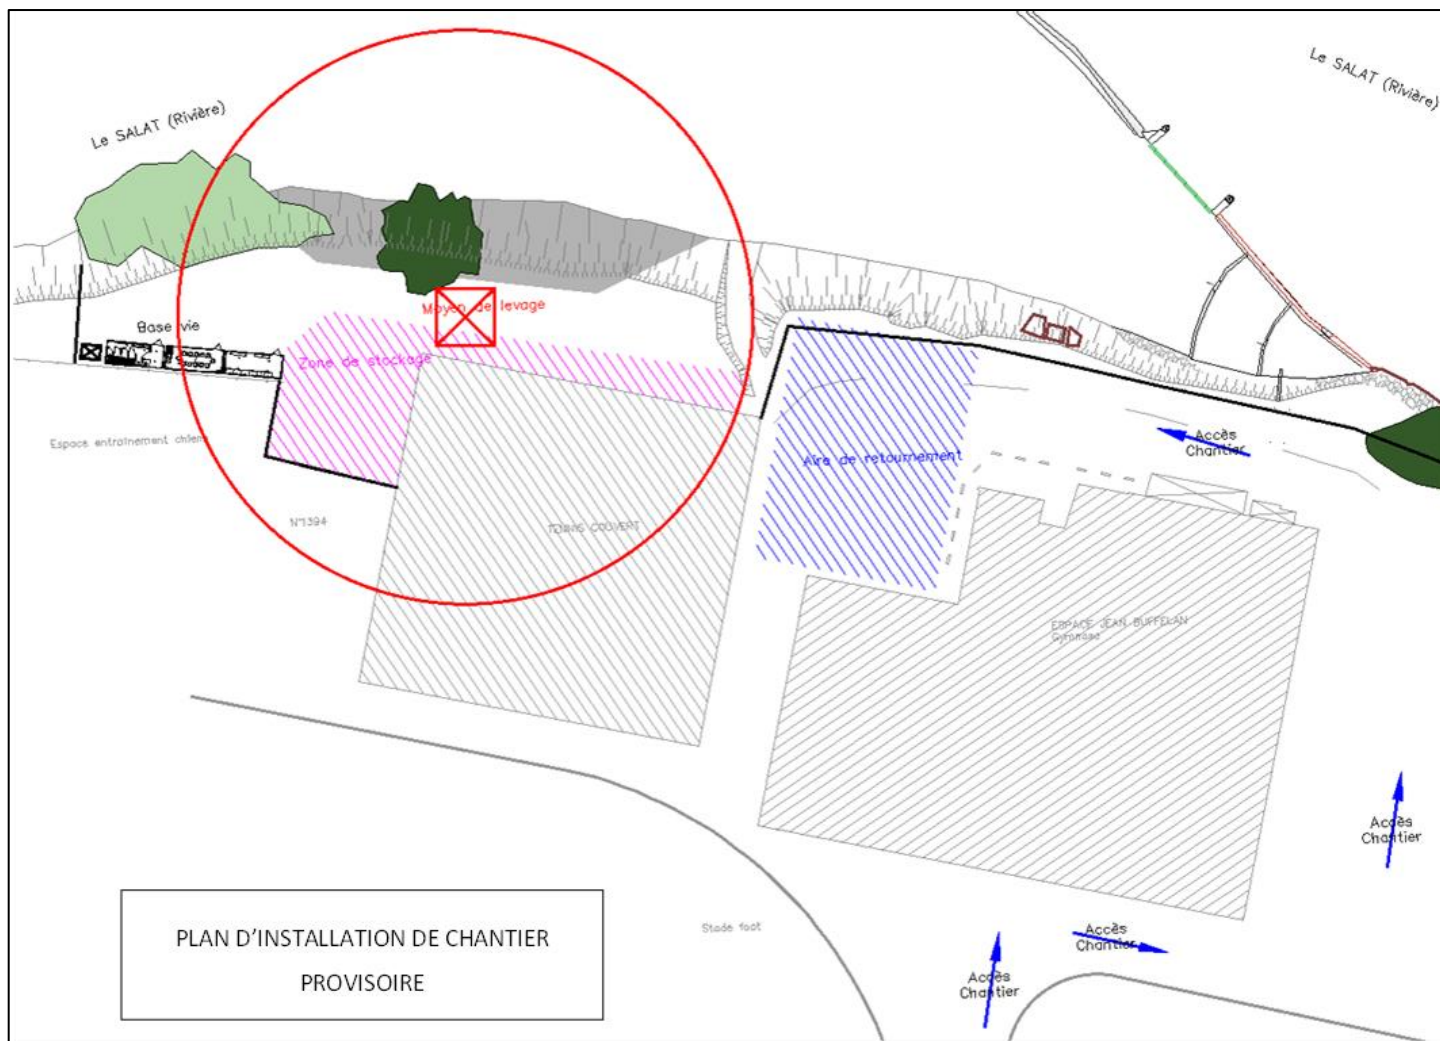 Le SALAT (Rivière)
Le SALAT (Rivière)
Moyen de levage
Base vie
Zone de stockage
Espace entraînement chiens
Accès
Chantier
Aire de retournement
N°1394
TENNIS COUVERT
ESPACE JEAN BUFFELAN
Gymnase
Accès
Chantier
PLAN D'INSTALLATION DE CHANTIER
PROVISOIRE
Stade foot
Accès
Chantier
Accès
Chantier